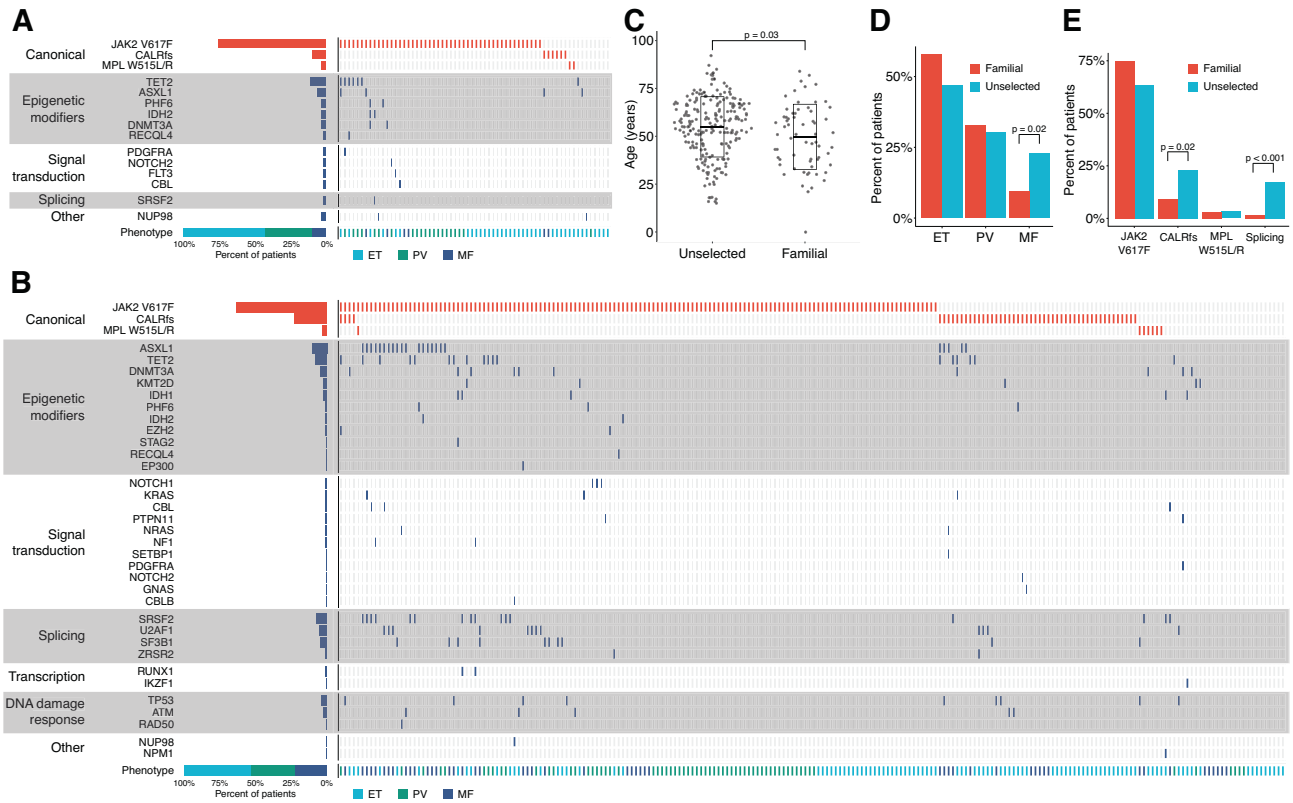 A
Canonical
JAK2 V617F
CALRfs
MPL W515L/R
Epigenetic
modifiers
TET2
ASXL1
PHF6
IDH2
DNMT3A
RECQL4
Signal
transduction
PDGFRA
NOTCH2
FLT3
CBL
Splicing
SRSF2
Other
NUP98
Phenotype
100% 75% 50% 25% 0%
Percent of patients
ET PV MF
B
Canonical
JAK2 V617F
CALRfs
MPL W515L/R
Epigenetic
modifiers
ASXL1
TET2
DNMT3A
KMT2D
IDH1
PHF6
IDH2
EZH2
STAG2
RECQL4
EP300
Signal
transduction
NOTCH1
KRAS
CBL
PTPN11
NRAS
NF1
SETBP1
PDGFRA
NOTCH2
GNAS
CBLB
Splicing
SRSF2
U2AF1
SF3B1
ZRSR2
Transcription
RUNX1
IKZF1
DNA damage
response
TP53
ATM
RAD50
Other
NUP98
NPM1
Phenotype
100% 75% 50% 25% 0%
Percent of patients
ET PV MF
C
p = 0.03
Age (years)
100
75
50
25
0
Unselected Familial
D
Percent of patients
50%
25%
0%
Familial
Unselected
p = 0.02
ET PV MF
E
Percent of patients
75%
50%
25%
0%
Familial
Unselected
p = 0.02
p < 0.001
JAK2
V617F
CALRfs
MPL
W515L/R
Splicing